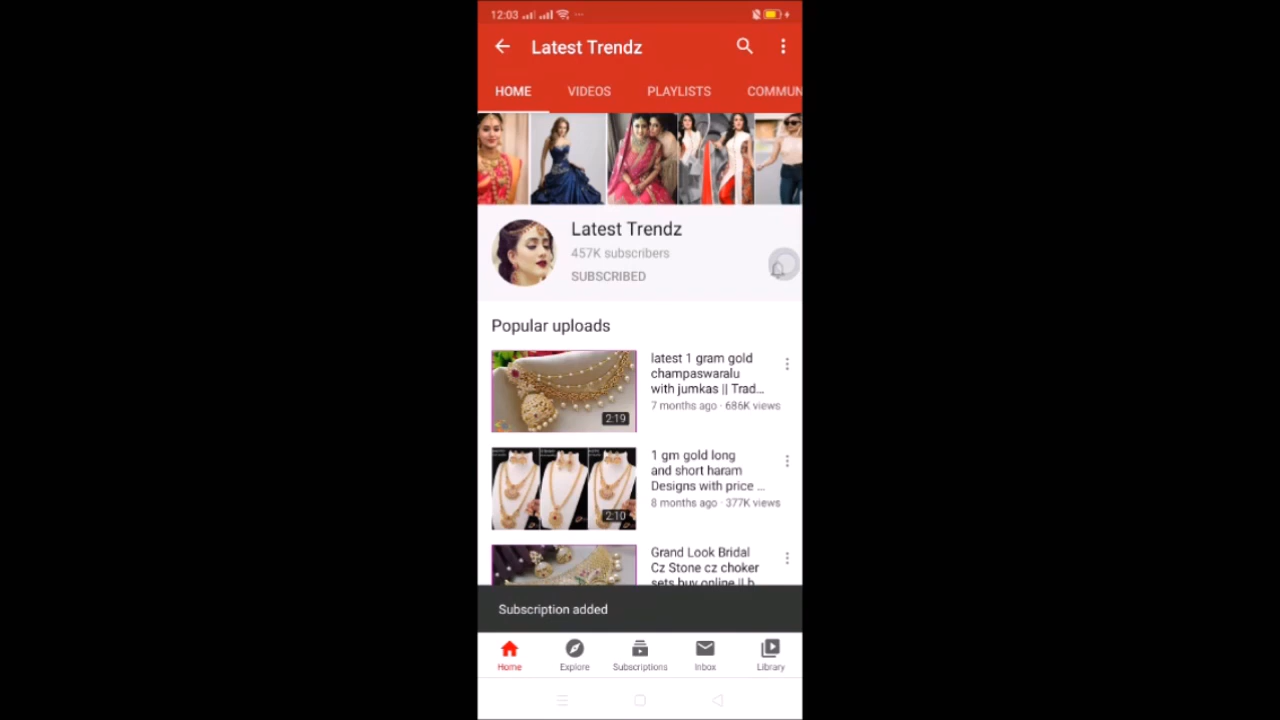 12:03
Latest Trendz
HOME VIDEOS PLAYLISTS COMMUN
Latest Trendz
457K subscribers
SUBSCRIBED
Popular uploads
latest 1 gram gold
champaswaralu
with jumkas || Trad...
7 months ago · 686K views
2:19
1 gm gold long
and short haram
Designs with price ...
8 months ago · 377K views
2:10
Grand Look Bridal
Cz Stone cz choker
sets buy online ||
Subscription added
Home Explore Subscriptions Inbox Library